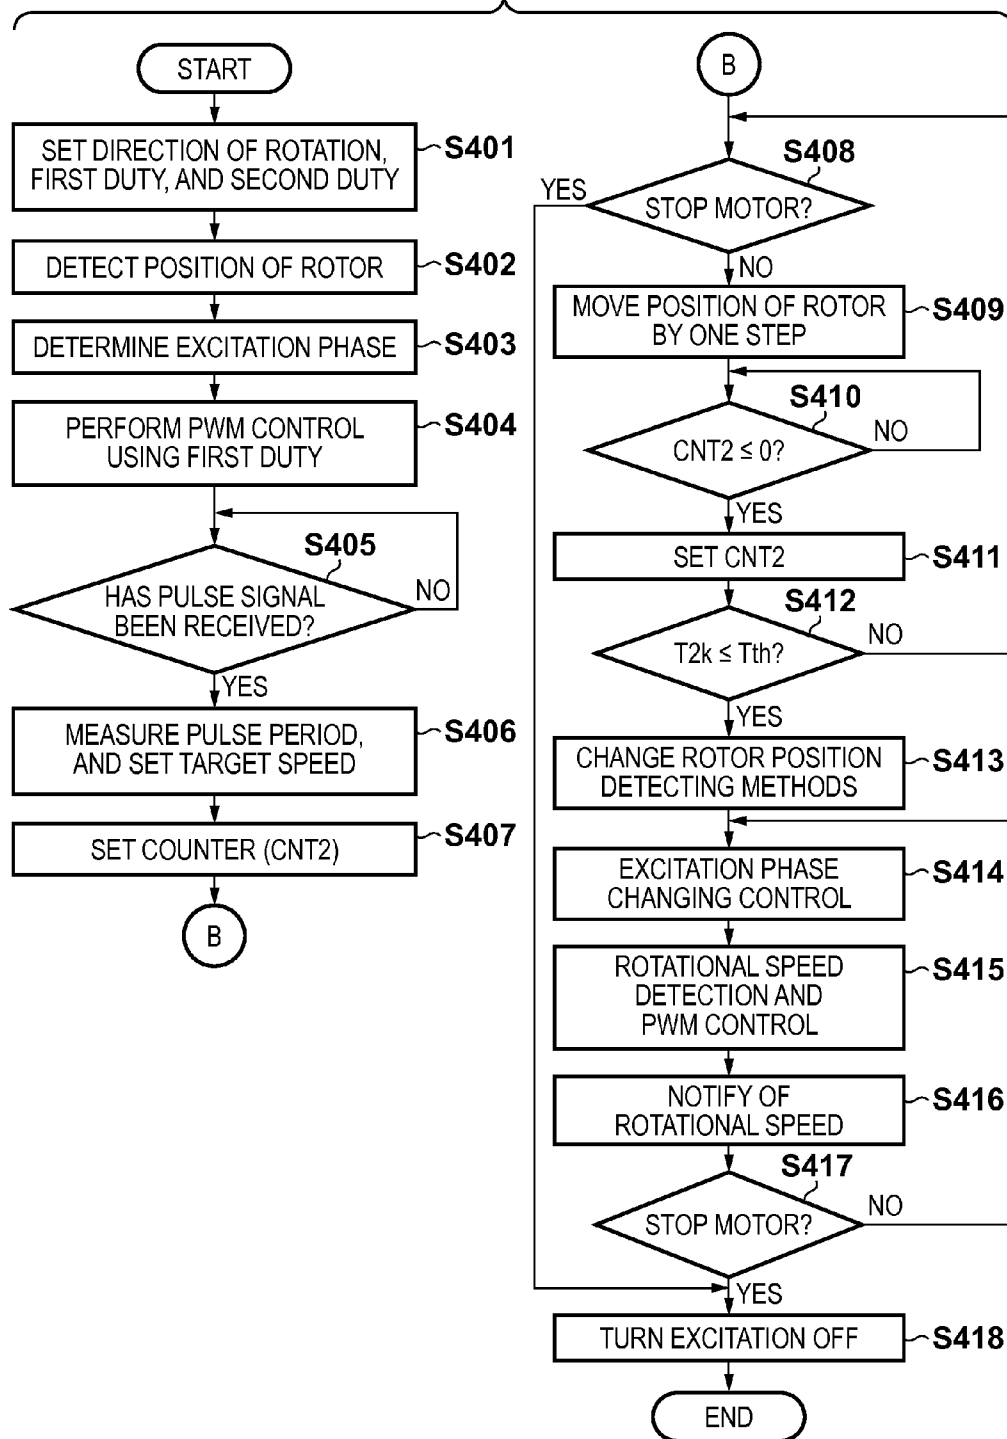 START
SET DIRECTION OF ROTATION,
FIRST DUTY, AND SECOND DUTY
S401
DETECT POSITION OF ROTOR
S402
DETERMINE EXCITATION PHASE
S403
PERFORM PWM CONTROL
USING FIRST DUTY
S404
S405
HAS PULSE SIGNAL
BEEN RECEIVED?
NO
YES
MEASURE PULSE PERIOD,
AND SET TARGET SPEED
S406
SET COUNTER (CNT2)
S407
B
B
S408
YES
STOP MOTOR?
NO
MOVE POSITION OF ROTOR
BY ONE STEP
S409
S410
CNT2 ≤ 0?
NO
YES
SET CNT2
S411
S412
T2k ≤ Tth?
NO
YES
CHANGE ROTOR POSITION
DETECTING METHODS
S413
EXCITATION PHASE
CHANGING CONTROL
S414
ROTATIONAL SPEED
DETECTION AND
PWM CONTROL
S415
NOTIFY OF
ROTATIONAL SPEED
S416
S417
STOP MOTOR?
NO
YES
TURN EXCITATION OFF
S418
END